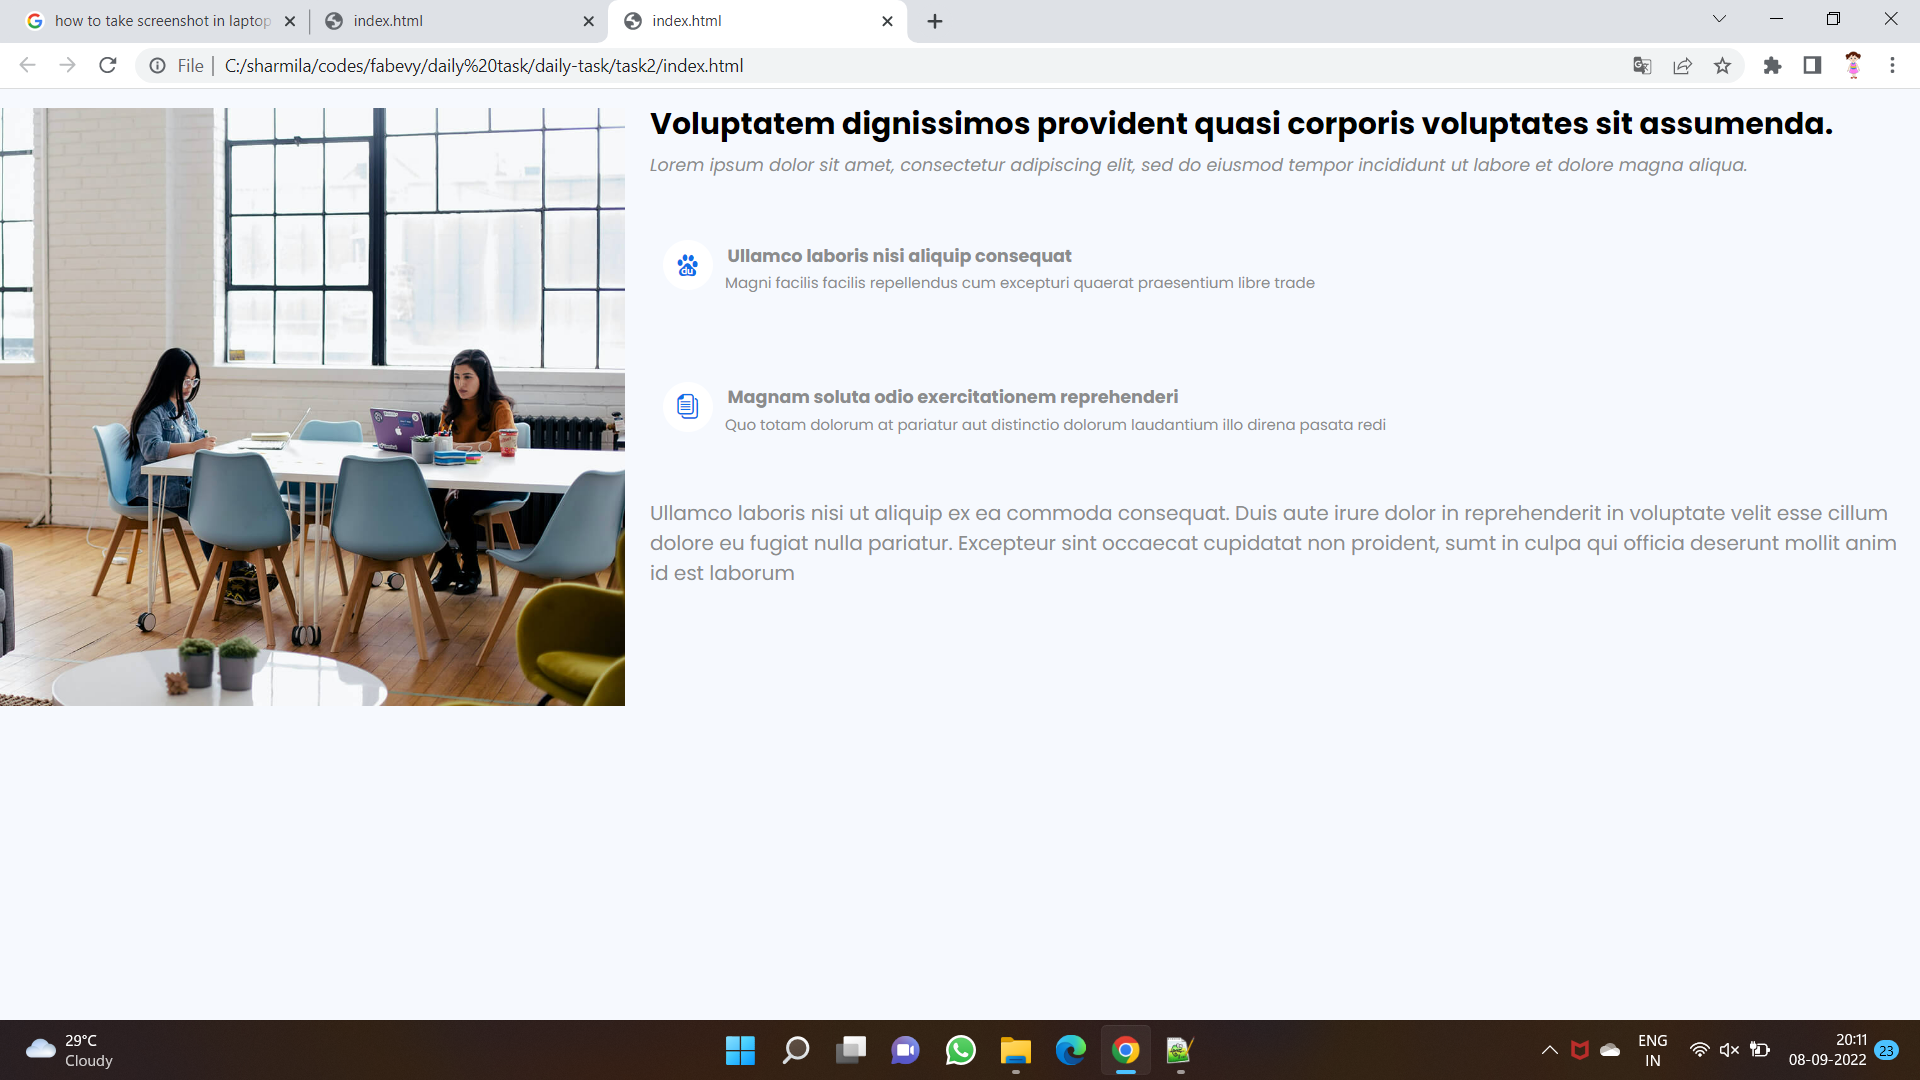 how to take screenshot in laptop
index.html
index.html
File
C:/sharmila/codes/fabevy/daily%20task/daily-task/task2/index.html
Voluptatem dignissimos provident quasi corporis voluptates sit assumenda.
Lorem ipsum dolor sit amet, consectetur adipiscing elit, sed do eiusmod tempor incididunt ut labore et dolore magna aliqua.
du
Ullamco laboris nisi aliquip consequat
Magni facilis facilis repellendus cum excepturi quaerat praesentium libre trade
Magnam soluta odio exercitationem reprehenderi
Quo totam dolorum at pariatur aut distinctio dolorum laudantium illo direna pasata redi
Ullamco laboris nisi ut aliquip ex ea commoda consequat. Duis aute irure dolor in reprehenderit in voluptate velit esse cillum
dolore eu fugiat nulla pariatur. Excepteur sint occaecat cupidatat non proident, sumt in culpa qui officia deserunt mollit anim
id est laborum
29°C
Cloudy
ENG
IN
20:11
08-09-2022
23